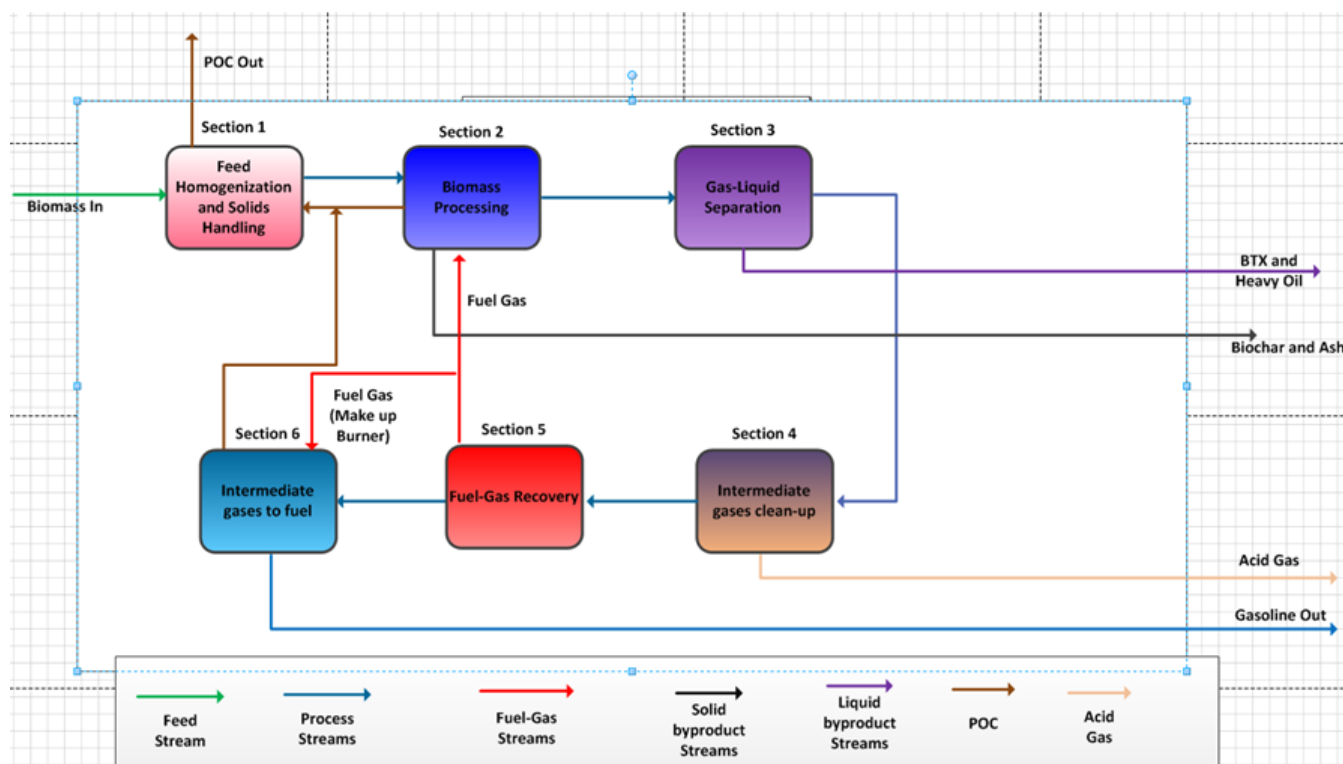 POC Out
Section 1
Section 2
Section 3
Feed
Homogenization
and Solids
Handling
Biomass
Processing
Gas-Liquid
Separation
Biomass In
BTX and
Heavy Oil
Fuel Gas
Biochar and Ash
Fuel Gas
(Make up
Burner)
Section 6
Section 5
Section 4
Intermediate
gases to fuel
Fuel-Gas Recovery
Intermediate
gases clean-up
Acid Gas
Gasoline Out
Feed
Stream
Process
Streams
Fuel-Gas
Streams
Solid
byproduct
Streams
Liquid
byproduct
Streams
POC
Acid
Gas